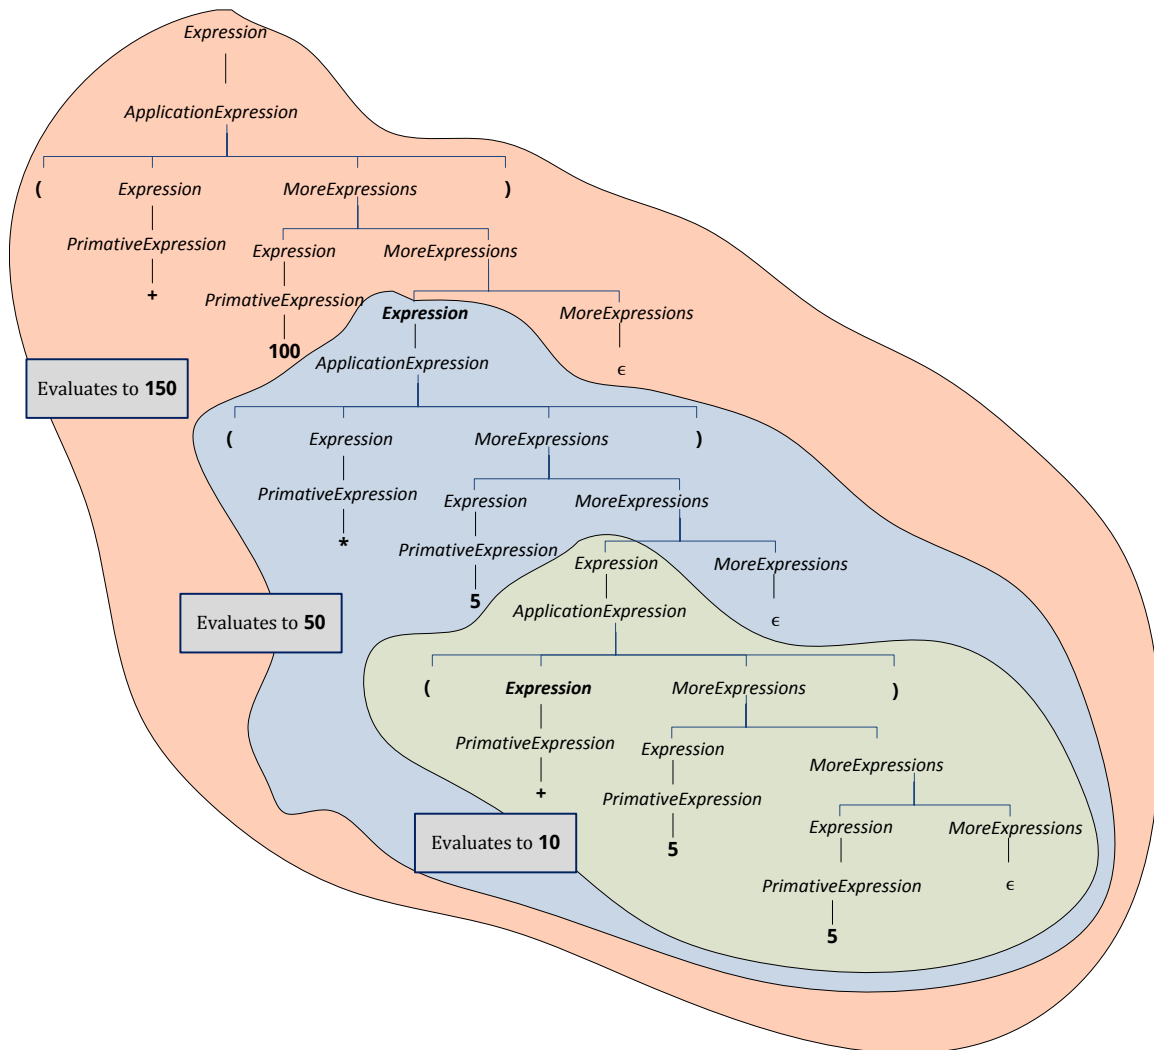 Expression
ApplicationExpression
( Expression MoreExpressions )
PrimativeExpression Expression MoreExpressions
+ PrimativeExpression Expression MoreExpressions
100 ApplicationExpression ϵ
Evaluates to 150
( Expression MoreExpressions )
PrimativeExpression Expression MoreExpressions
* PrimativeExpression Expression MoreExpressions
5 ApplicationExpression ϵ
Evaluates to 50
( Expression MoreExpressions )
PrimativeExpression Expression MoreExpressions
+ PrimativeExpression Expression MoreExpressions
Evaluates to 10 5
PrimativeExpression ϵ
5